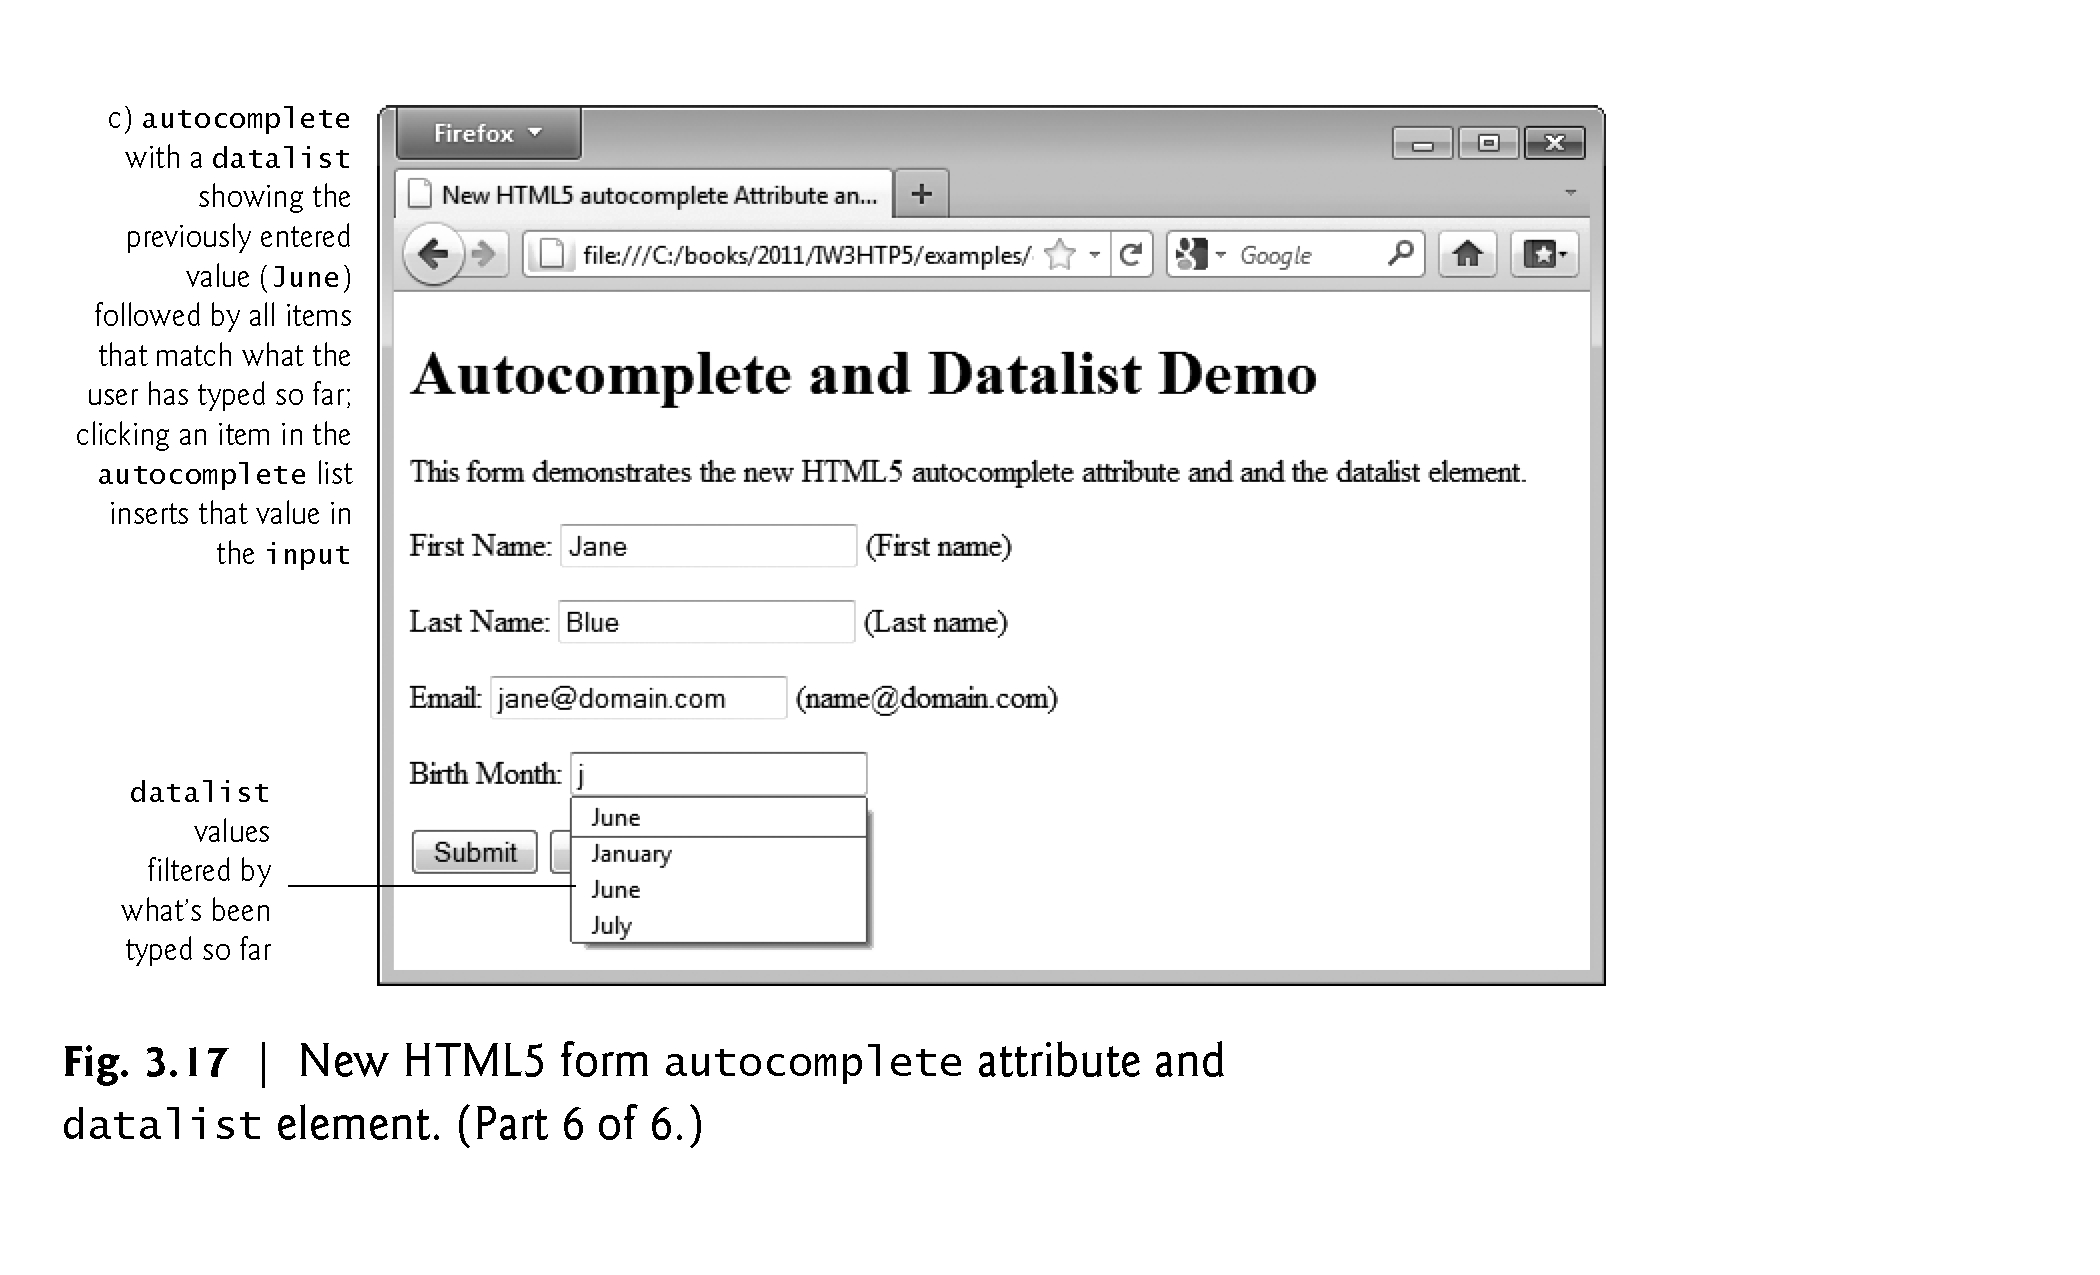 c) autocomplete
with a datalist
showing the
previously entered
value (June)
followed by all items
that match what the
user has typed so far;
clicking an item in the
autocomplete list
inserts that value in
the input
Firefox
New HTML5 autocomplete Attribute an...
file:///C:/books/2011/IW3HTP5/examples/
Google
Autocomplete and Datalist Demo
This form demonstrates the new HTML5 autocomplete attribute and and the datalist element.
First Name: Jane (First name)
Last Name: Blue (Last name)
Email: jane@domain.com (name@domain.com)
Birth Month: j
June
Submit
January
June
July
datalist
values
filtered by
what's been
typed so far
Fig. 3.17 | New HTML5 form autocomplete attribute and
datalist element. (Part 6 of 6.)